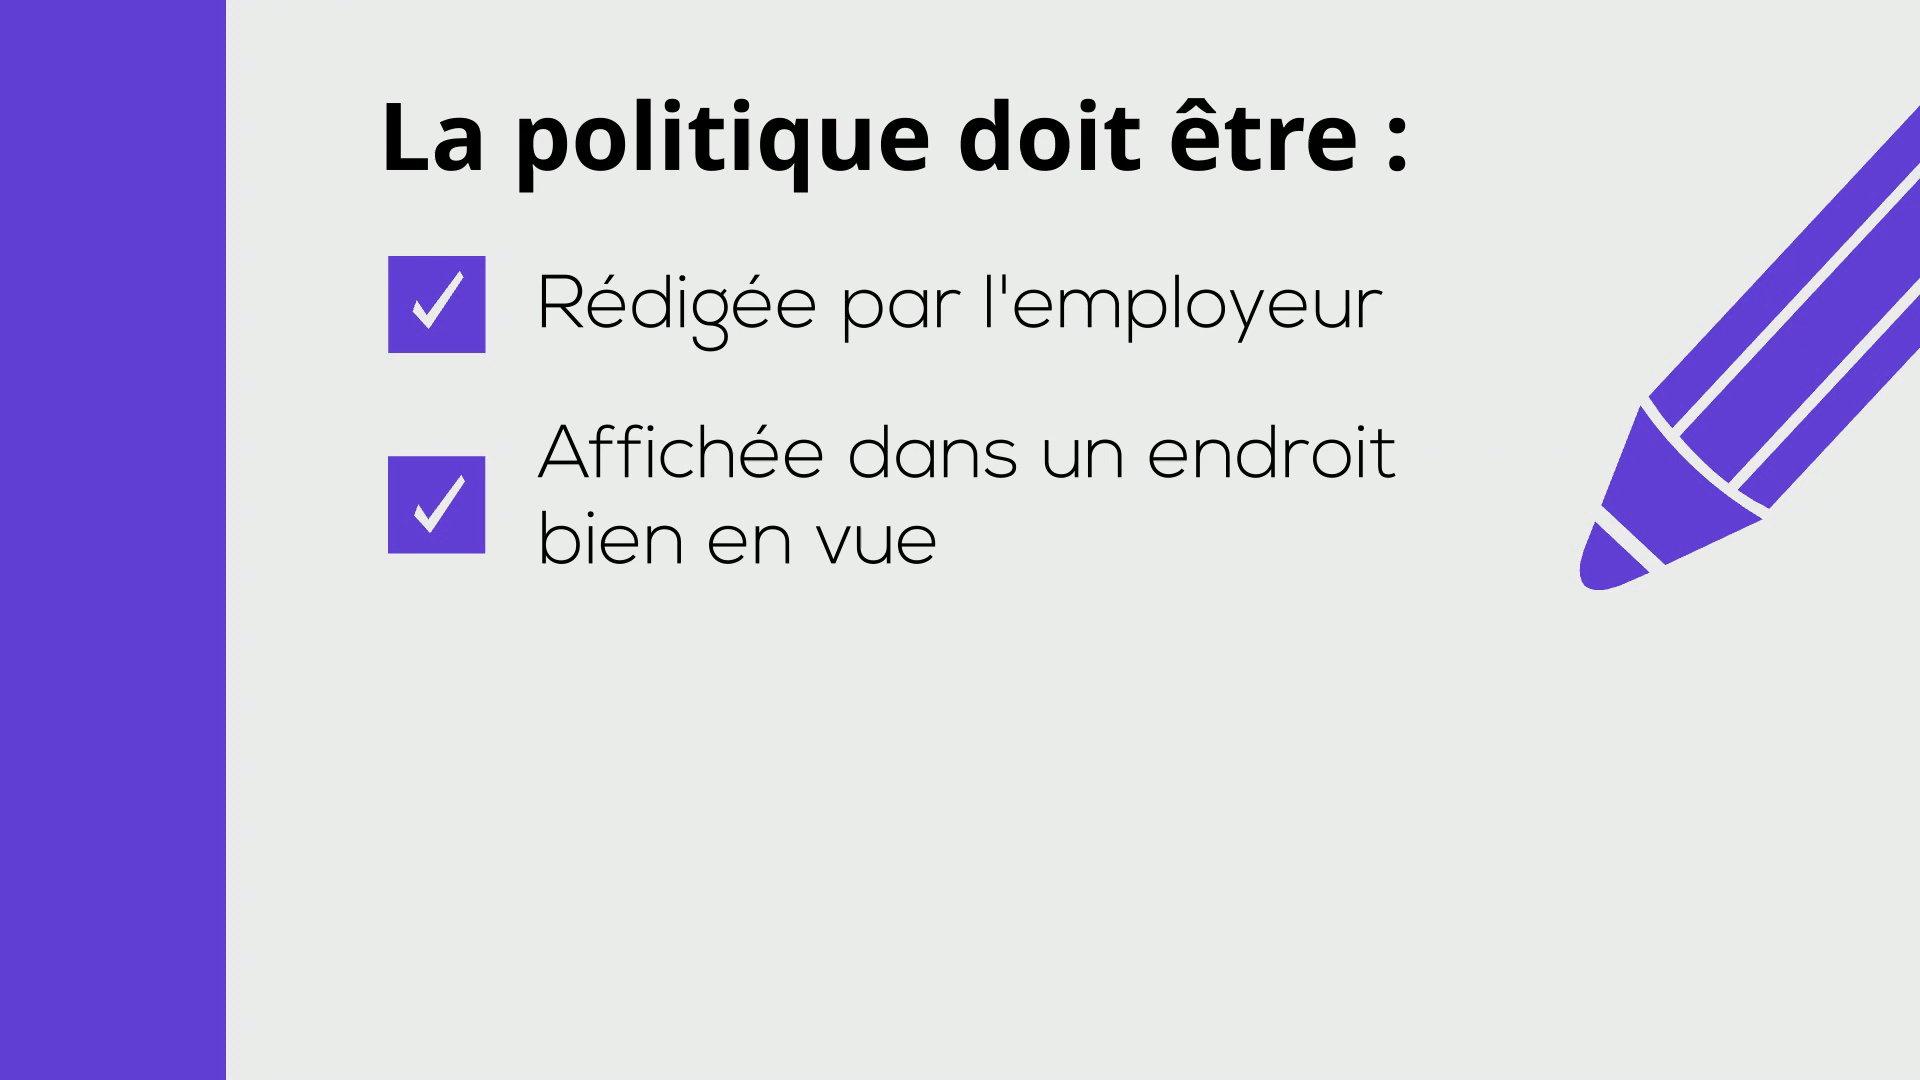 La politique doit être :
Rédigée par l'employeur
Affichée dans un endroit
bien en vue